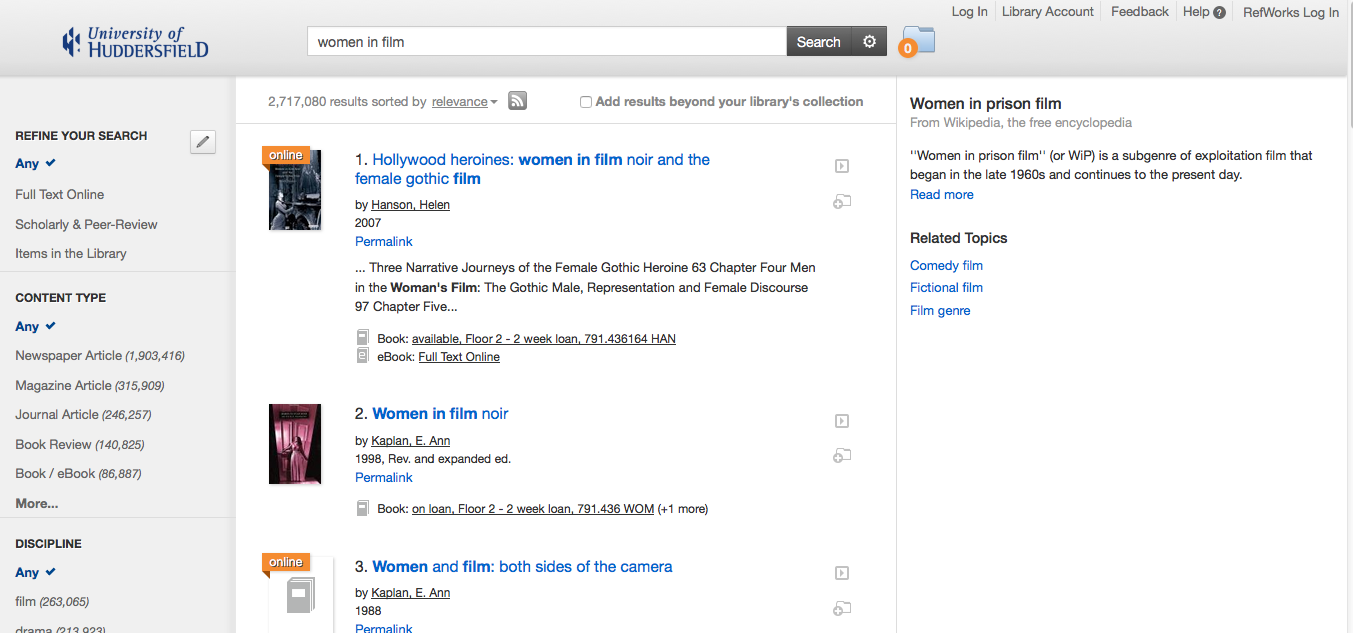 Log In
Library Account
Feedback
Help ?
RefWorks Log In
University of
HUDDERSFIELD
women in film
Search
0
REFINE YOUR SEARCH
Any
Full Text Online
Scholarly & Peer-Review
Items in the Library
CONTENT TYPE
Any
Newspaper Article (1,903,416)
Magazine Article (315,909)
Journal Article (246,257)
Book Review (140,825)
Book / eBook (86,887)
More...
DISCIPLINE
Any
film (263,065)
drama (213,923)
2,717,080 results sorted by relevance
Add results beyond your library's collection
online
1. Hollywood heroines: women in film noir and the
female gothic film
by Hanson, Helen
2007
Permalink
... Three Narrative Journeys of the Female Gothic Heroine 63 Chapter Four Men
in the Woman's Film: The Gothic Male, Representation and Female Discourse
97 Chapter Five...
Book: available, Floor 2 - 2 week loan, 791.436164 HAN
eBook: Full Text Online
2. Women in film noir
by Kaplan, E. Ann
1998, Rev. and expanded ed.
Permalink
Book: on loan, Floor 2 - 2 week loan, 791.436 WOM (+1 more)
online
3. Women and film: both sides of the camera
by Kaplan, E. Ann
1988
Permalink
Women in prison film
From Wikipedia, the free encyclopedia
"Women in prison film" (or WiP) is a subgenre of exploitation film that
began in the late 1960s and continues to the present day.
Read more
Related Topics
Comedy film
Fictional film
Film genre